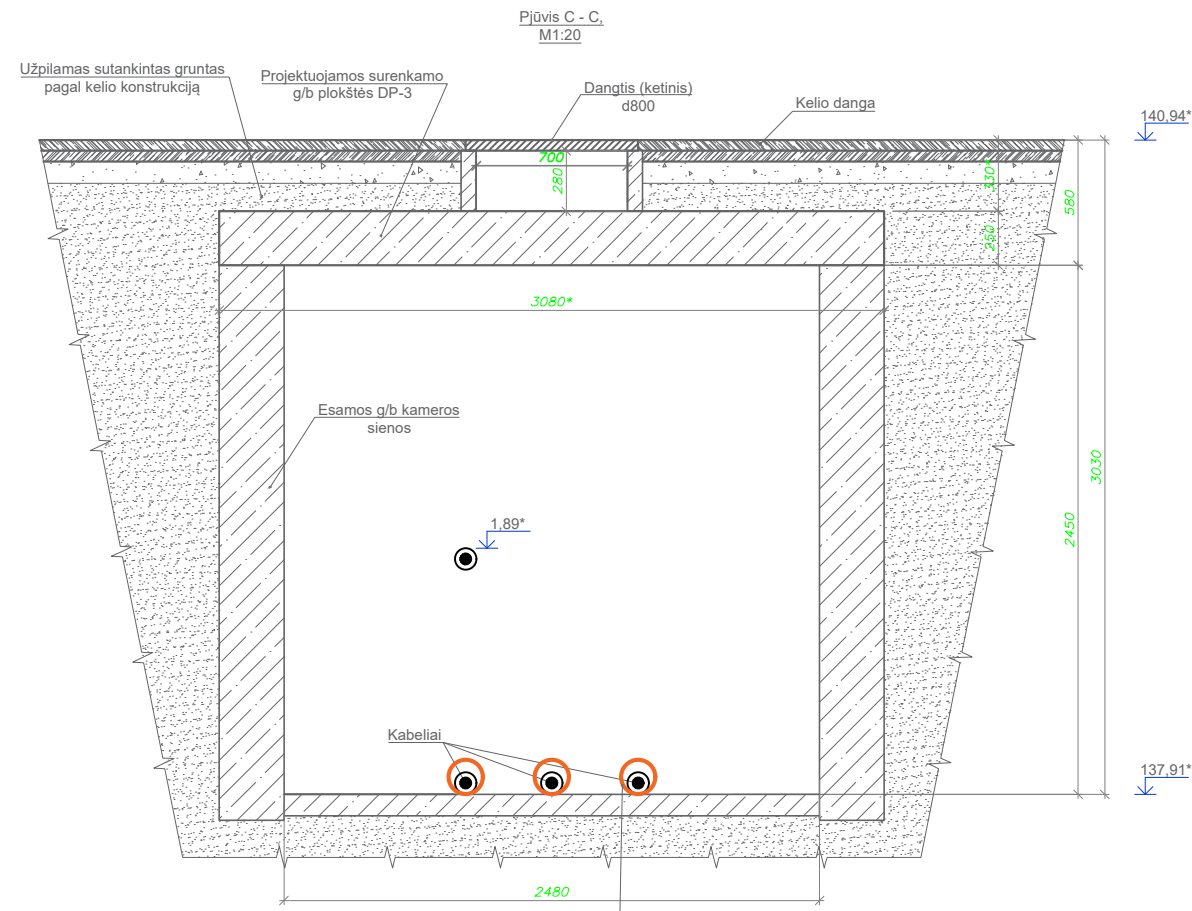 Pjūvis C - C,
M1:20
Užpilamas sutankintas gruntas
pagal kelio konstrukciją
Projektuojamos surenkamo
g/b plokštės DP-3
Dangtis (ketinis)
d800
Kelio danga
140,94*
700
280
330*
580
250
3080*
Esamos g/b kameros
sienos
3030
2450
1,89*
Kabeliai
137,91*
2480